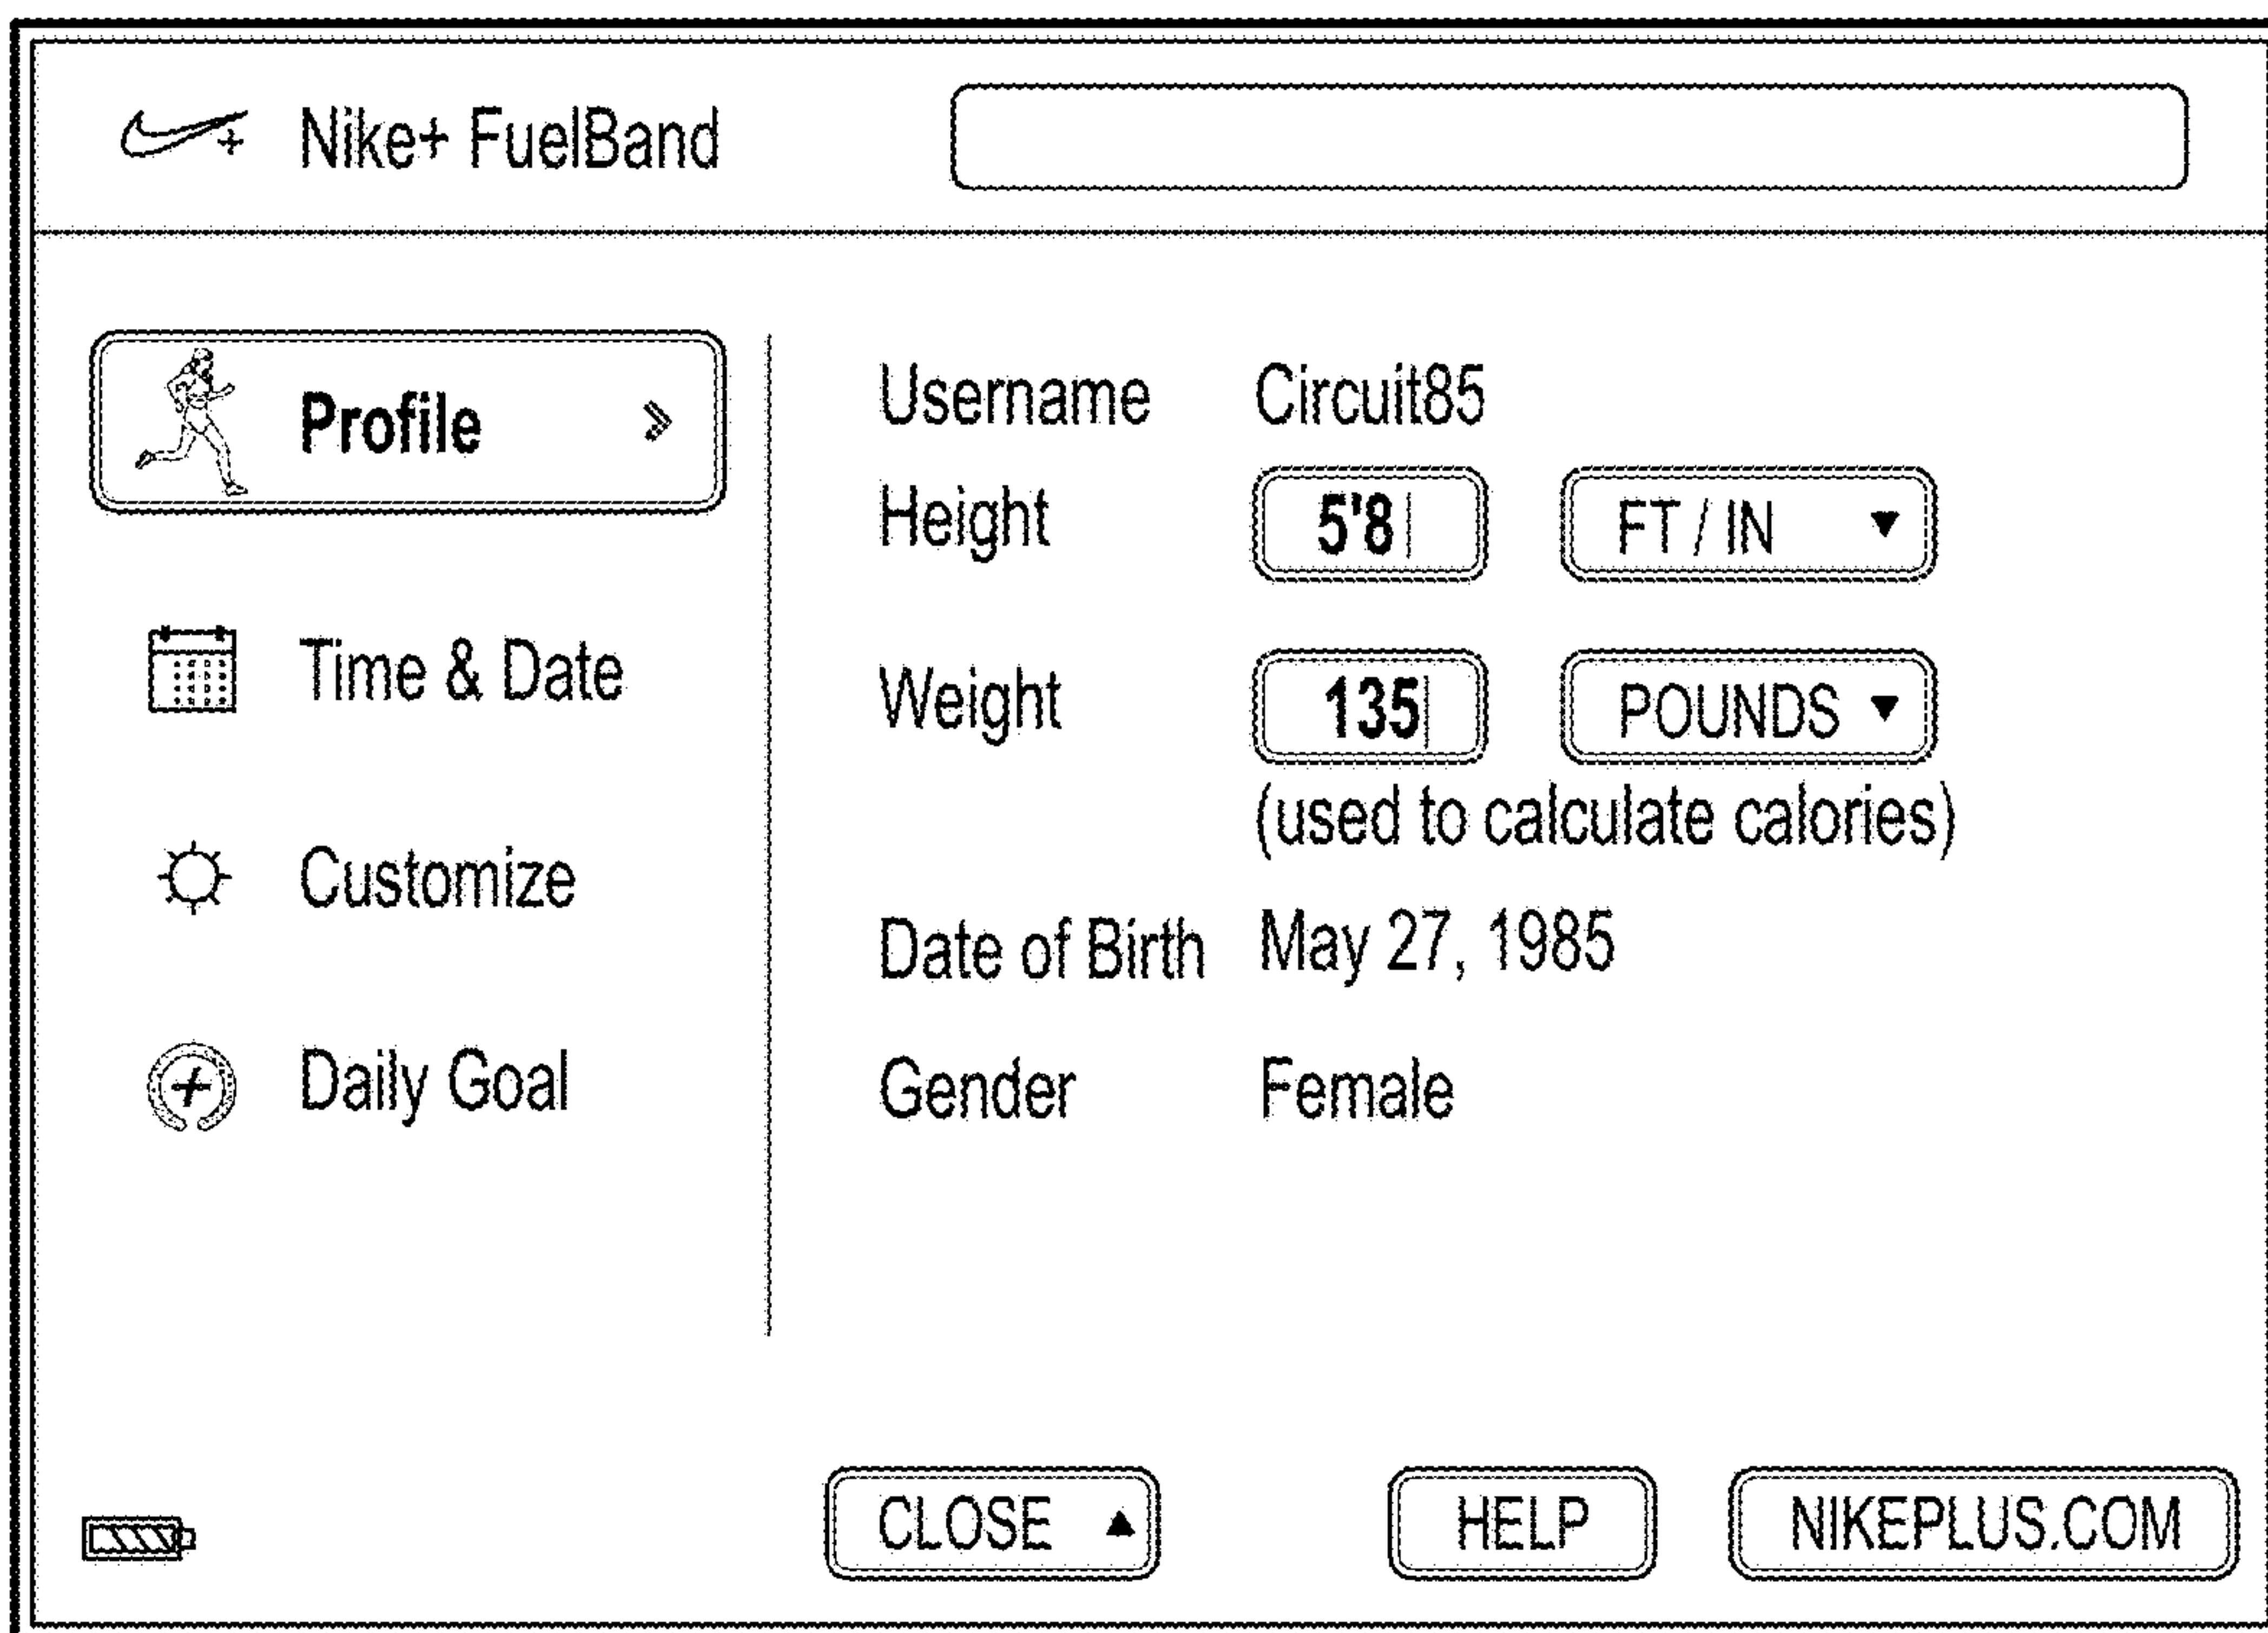 Nike+ FuelBand
Profile
Time & Date
Customize
Daily Goal
Username Circuit85
Height 5'8 FT / IN
Weight 135 POUNDS
(used to calculate calories)
Date of Birth May 27, 1985
Gender Female
CLOSE HELP NIKEPLUS.COM